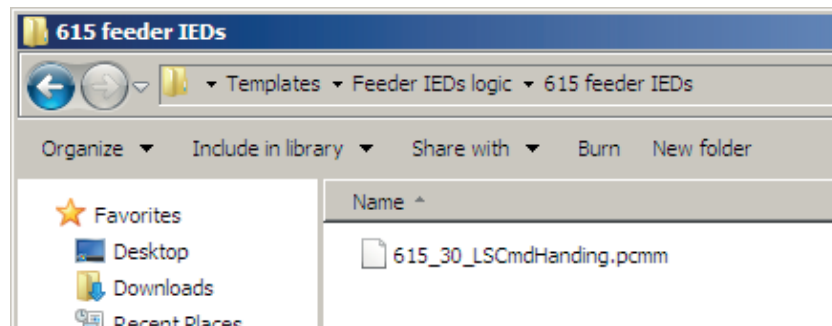 615 feeder IEDs
Templates Feeder IEDs logic 615 feeder IEDs
Organize Include in library Share with Burn New folder
Favorites
Desktop
Downloads
Recent Places
Name
615_30_LSCmdHanding.pcmm